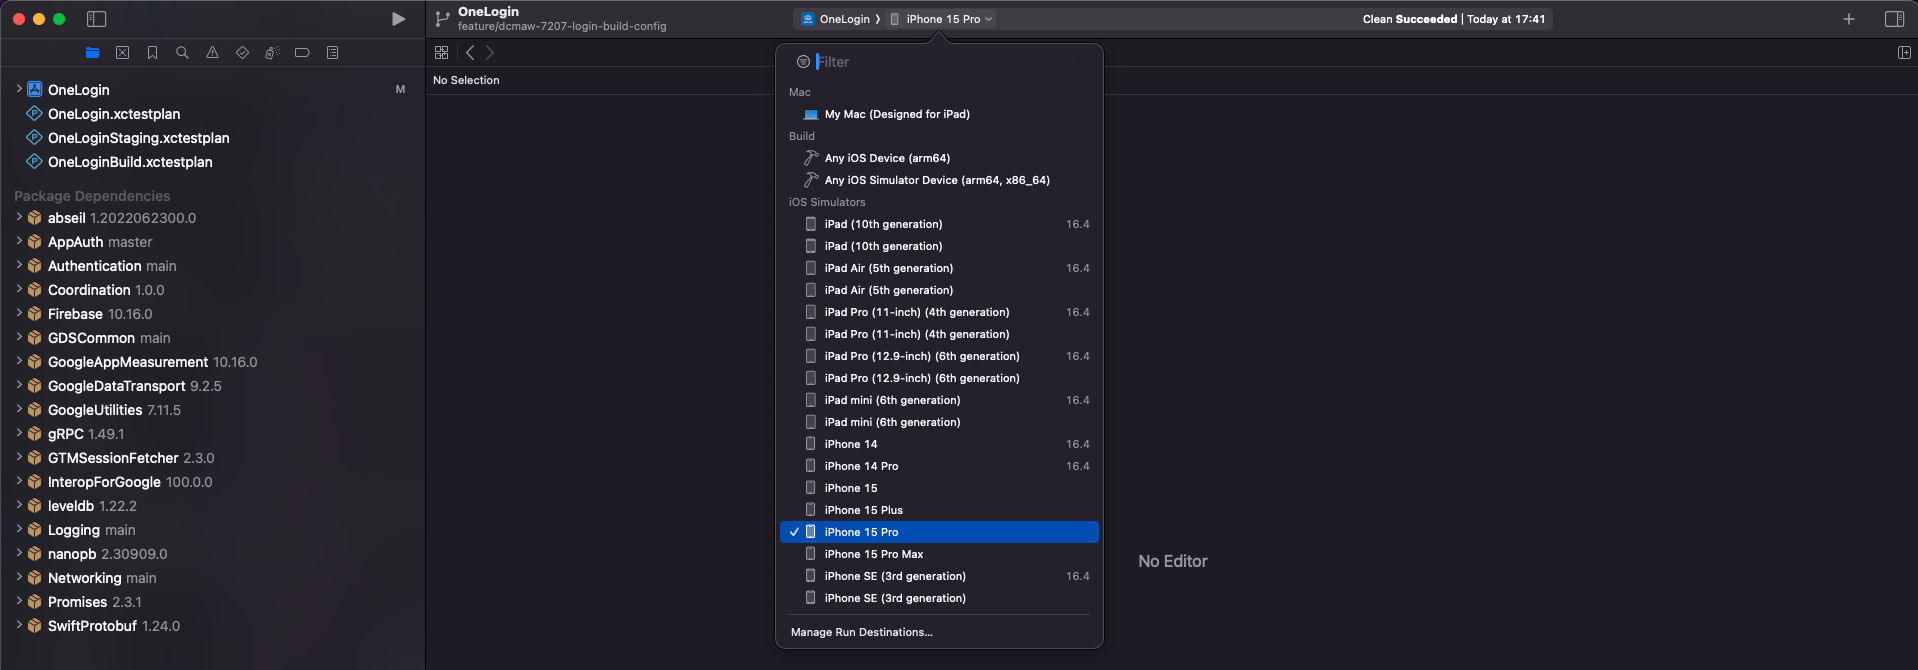 OneLogin
feature/dcmaw-7207-login-build-config
OneLogin
iPhone 15 Pro
Clean Succeeded | Today at 17:41
OneLogin M
OneLogin.xctestplan
OneLoginStaging.xctestplan
OneLoginBuild.xctestplan
Package Dependencies
abseil 1.2022062300.0
AppAuth master
Authentication main
Coordination 1.0.0
Firebase 10.16.0
GDSCommon main
GoogleAppMeasurement 10.16.0
GoogleDataTransport 9.2.5
GoogleUtilities 7.11.5
gRPC 1.49.1
GTMSessionFetcher 2.3.0
InteropForGoogle 100.0.0
leveldb 1.22.2
Logging main
nanopb 2.30909.0
Networking main
Promises 2.3.1
SwiftProtobuf 1.24.0
No Selection
Filter
Mac
My Mac (Designed for iPad)
Build
Any iOS Device (arm64)
Any iOS Simulator Device (arm64, x86_64)
iOS Simulators
iPad (10th generation) 16.4
iPad (10th generation)
iPad Air (5th generation) 16.4
iPad Air (5th generation)
iPad Pro (11-inch) (4th generation) 16.4
iPad Pro (11-inch) (4th generation)
iPad Pro (12.9-inch) (6th generation) 16.4
iPad Pro (12.9-inch) (6th generation)
iPad mini (6th generation) 16.4
iPad mini (6th generation)
iPhone 14 16.4
iPhone 14 Pro 16.4
iPhone 15
iPhone 15 Plus
iPhone 15 Pro
iPhone 15 Pro Max
iPhone SE (3rd generation) 16.4
iPhone SE (3rd generation)
Manage Run Destinations...
No Editor